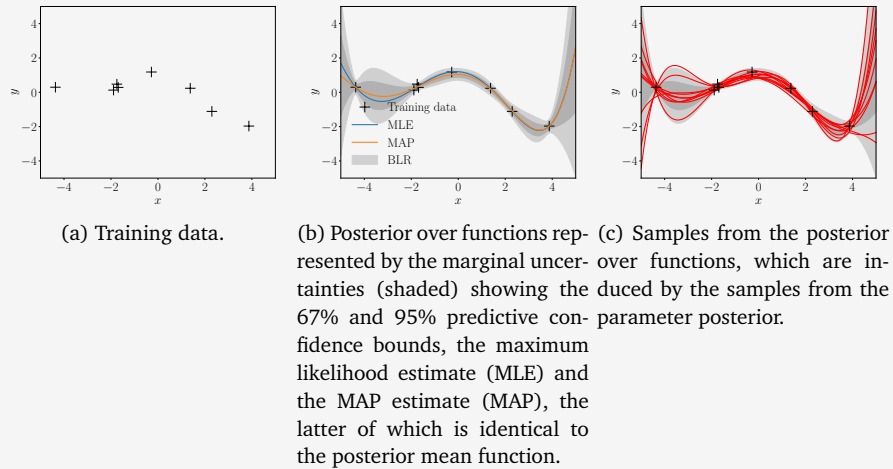 4
2
0
−2
−4
y
−4
−2
0
2
4
x
(a) Training data.
4
2
0
−2
−4
y
Training data
MLE
MAP
BLR
−4
−2
0
2
4
x
(b) Posterior over functions rep-
resented by the marginal uncer-
tainties (shaded) showing the
67% and 95% predictive con-
fidence bounds, the maximum
likelihood estimate (MLE) and
the MAP estimate (MAP), the
latter of which is identical to
the posterior mean function.
4
2
0
−2
−4
y
−4
−2
0
2
4
x
(c) Samples from the posterior
over functions, which are in-
duced by the samples from the
parameter posterior.